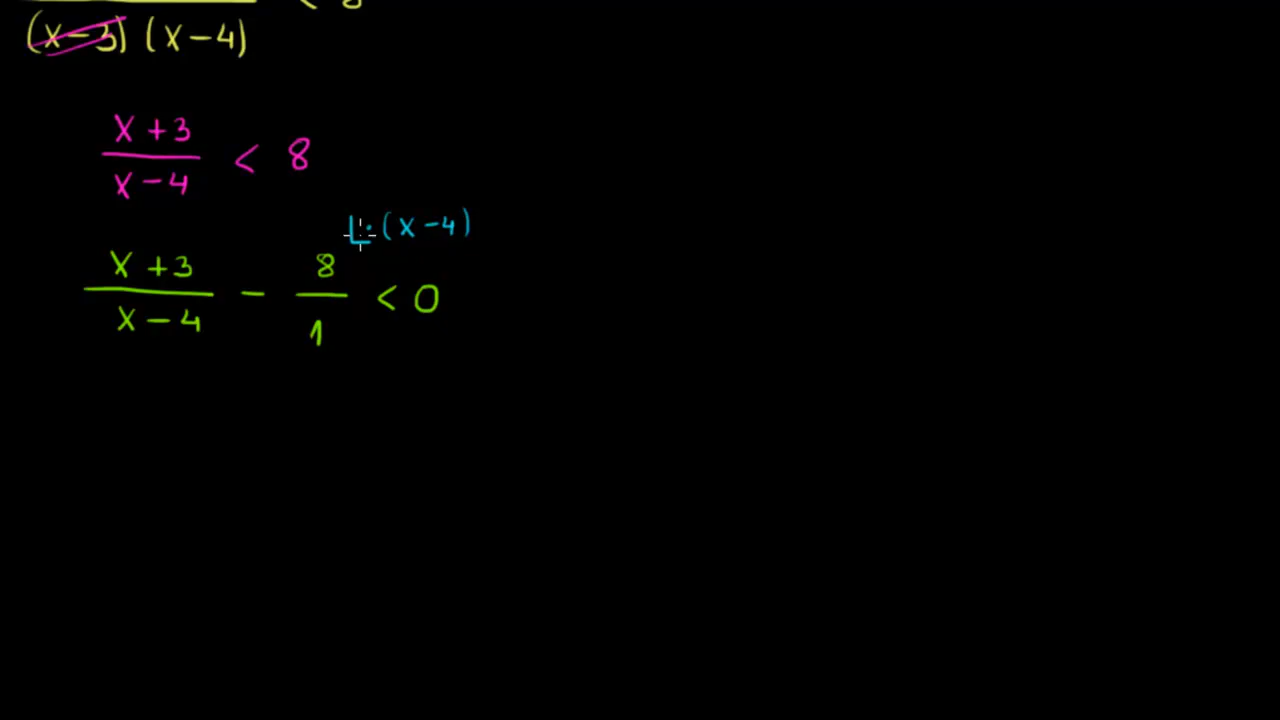 (x-3) (x-4)
x+3
—— < 8
x-4
⌊·(x-4)
x+3 8
—— - — < 0
x-4 1